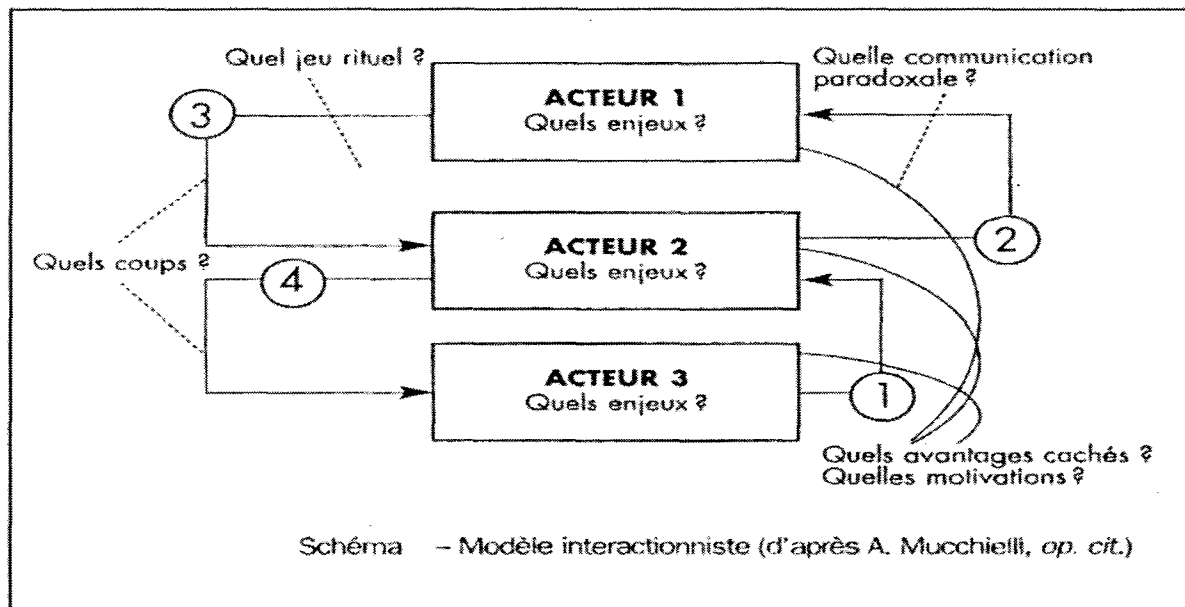 Quel jeu rituel ?
Quelle communication
paradoxale ?
ACTEUR 1
Quels enjeux ?
3
2
ACTEUR 2
Quels enjeux ?
Quels coups ?
4
ACTEUR 3
Quels enjeux ?
1
Quels avantages cachés ?
Quelles motivations ?
Schéma – Modèle interactionniste (d'après A. Mucchielli, op. cit.)